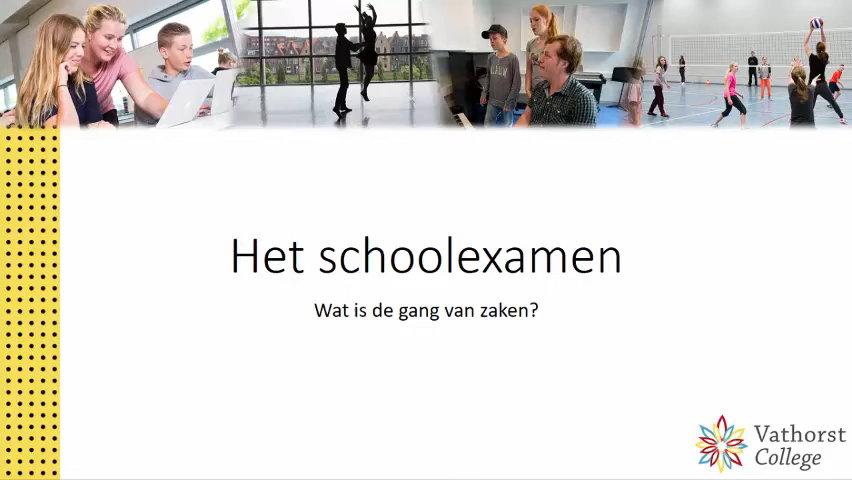 Het schoolexamen
Wat is de gang van zaken?
Vathorst
College